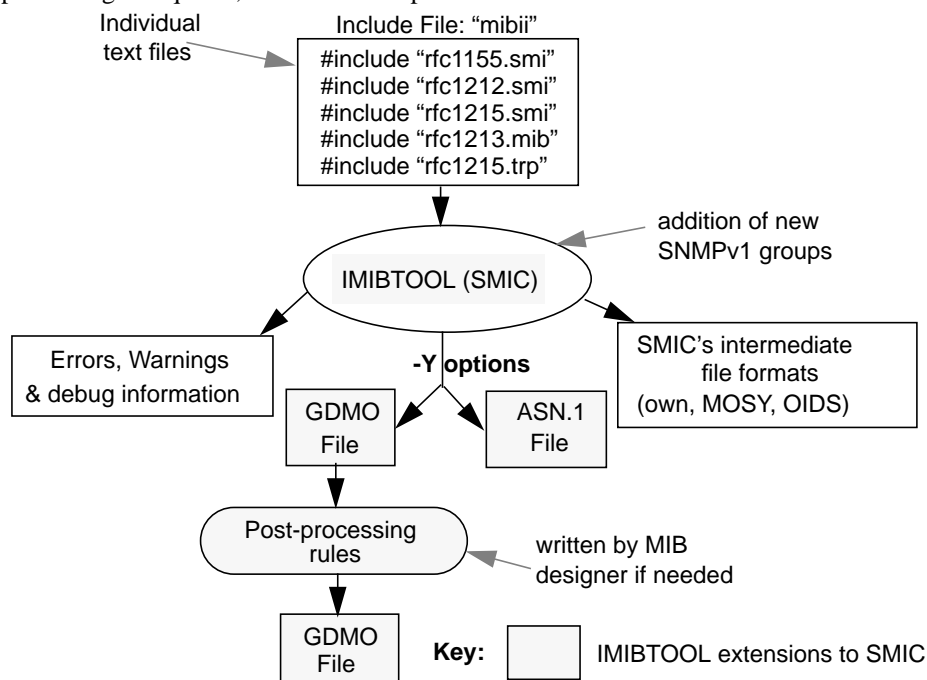 Individual
text files
Include File: “mibii”
#include “rfc1155.smi”
#include “rfc1212.smi”
#include “rfc1215.smi”
#include “rfc1213.mib”
#include “rfc1215.trp”
addition of new
SNMPv1 groups
IMIBTOOL (SMIC)
Errors, Warnings
& debug information
-Y options
SMIC’s intermediate
file formats
(own, MOSY, OIDS)
GDMO
File
ASN.1
File
Post-processing
rules
written by MIB
designer if needed
GDMO
File
Key:
IMIBTOOL extensions to SMIC